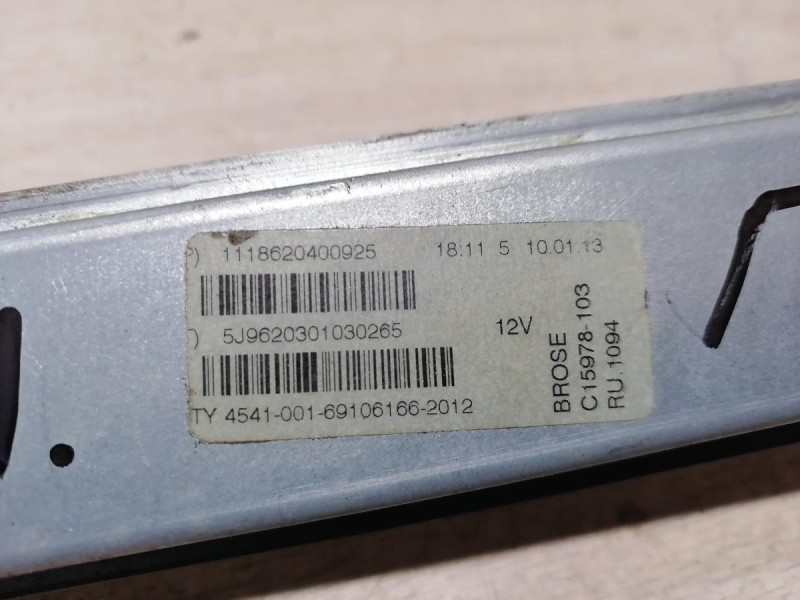 P) 1118620400925 18:11 5 10.01.13
) 5J9620301030265 12V
TY 4541-001-69106166-2012
BROSE
C15978-103
RU.1094